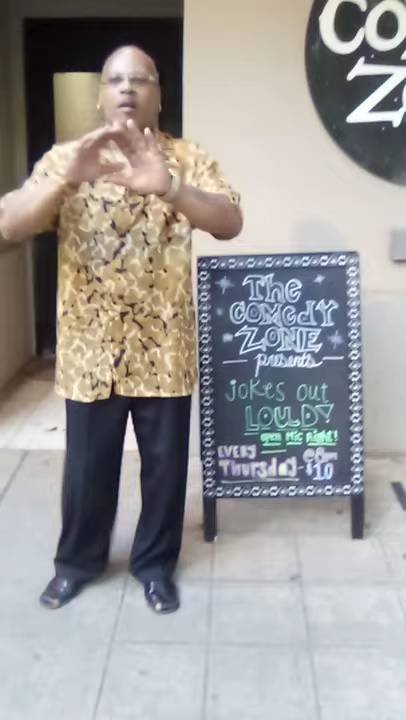 Co
Z
The
COMEdY
ZONE
presents
jokes out
LOUD!
open Mic Night!
EVERY
Thursday- $10